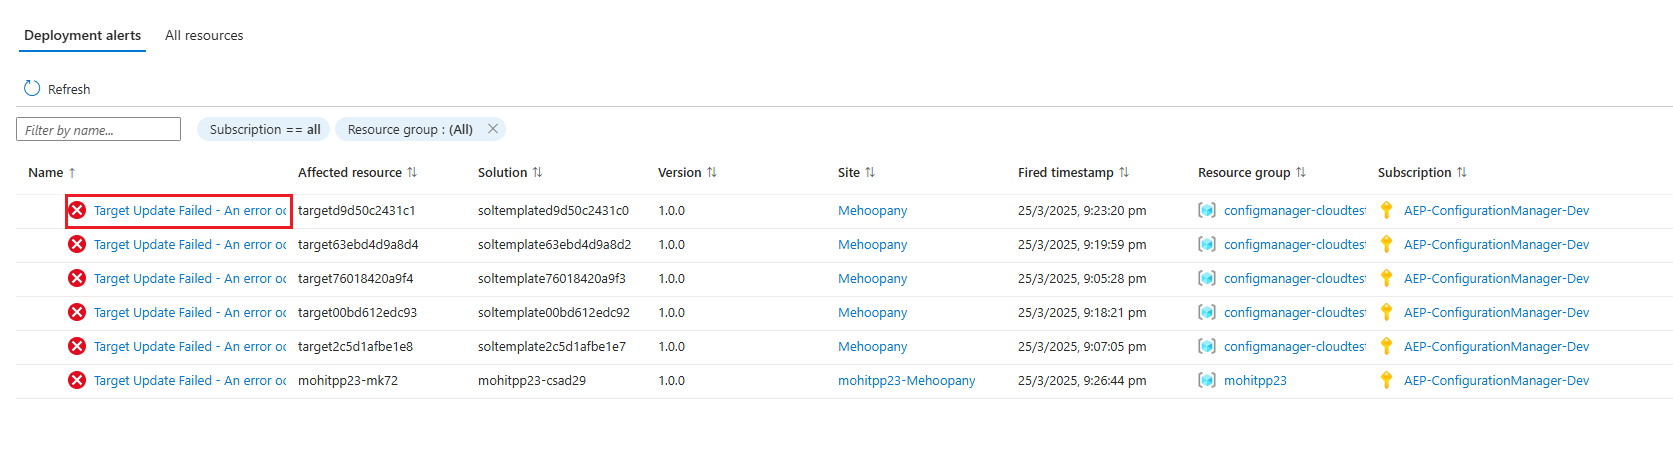 Deployment alerts All resources
Refresh
Filter by name... Subscription == all Resource group : (All)
Name Affected resource Solution Version Site Fired timestamp Resource group Subscription
Target Update Failed - An error oc targetd9d50c2431c1 soltemplated9d50c2431c0 1.0.0 Mehoopany 25/3/2025, 9:23:20 pm configmanager-cloudtest AEP-ConfigurationManager-Dev
Target Update Failed - An error oc target63ebd4d9a8d4 soltemplate63ebd4d9a8d2 1.0.0 Mehoopany 25/3/2025, 9:19:59 pm configmanager-cloudtest AEP-ConfigurationManager-Dev
Target Update Failed - An error oc target76018420a9f4 soltemplate76018420a9f3 1.0.0 Mehoopany 25/3/2025, 9:05:28 pm configmanager-cloudtest AEP-ConfigurationManager-Dev
Target Update Failed - An error oc target00bd612edc93 soltemplate00bd612edc92 1.0.0 Mehoopany 25/3/2025, 9:18:21 pm configmanager-cloudtest AEP-ConfigurationManager-Dev
Target Update Failed - An error oc target2c5d1afbe1e8 soltemplate2c5d1afbe1e7 1.0.0 Mehoopany 25/3/2025, 9:07:05 pm configmanager-cloudtest AEP-ConfigurationManager-Dev
Target Update Failed - An error oc mohitpp23-mk72 mohitpp23-csad29 1.0.0 mohitpp23-Mehoopany 25/3/2025, 9:26:44 pm mohitpp23 AEP-ConfigurationManager-Dev